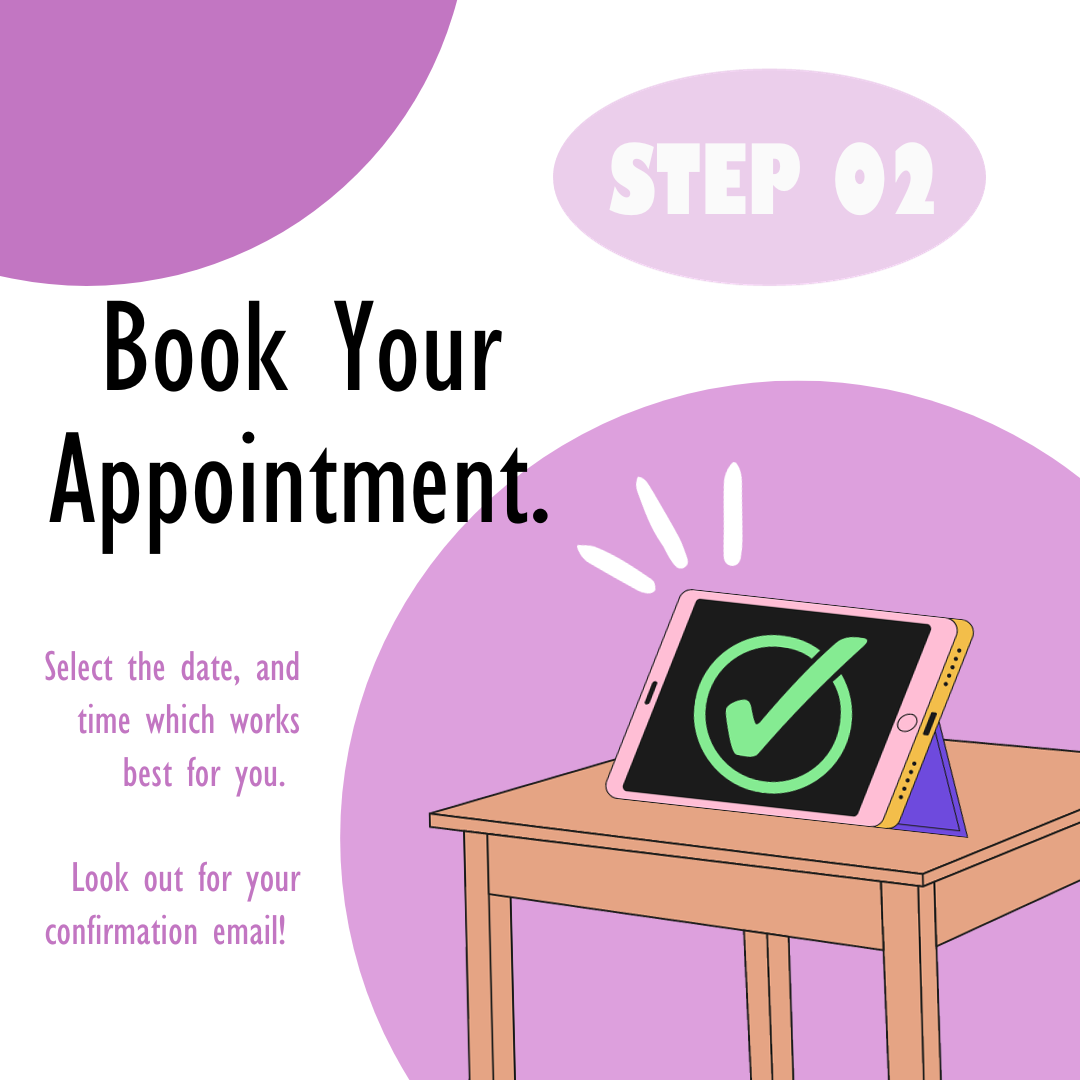 STEP 02
Book Your
Appointment.
Select the date, and
time which works
best for you.
Look out for your
confirmation email!